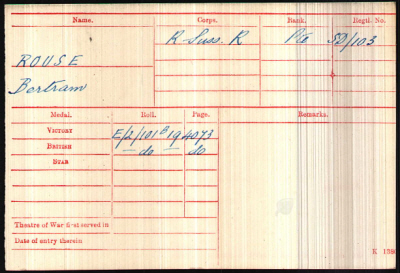 Name. Corps. Rank. Regtl. No.
ROUSE R Suss. R Pte SD/103
Bertram
Medal. Roll. Page. Remarks.
VICTORY E/2/101B19 4073
BRITISH do do
STAR
Theatre of War first served in
Date of entry therein